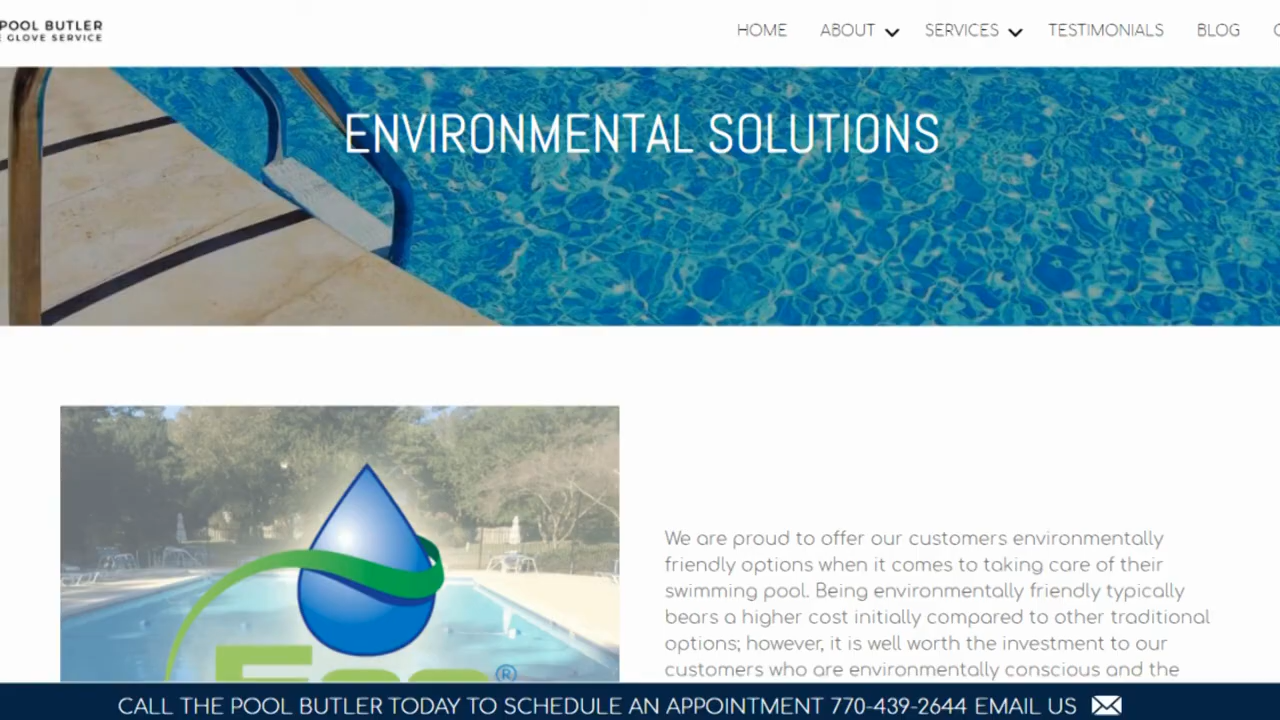 POOL BUTLER
GLOVE SERVICE
HOME ABOUT SERVICES TESTIMONIALS BLOG
ENVIRONMENTAL SOLUTIONS
We are proud to offer our customers environmentally
friendly options when it comes to taking care of their
swimming pool. Being environmentally friendly typically
bears a higher cost initially compared to other traditional
options; however, it is well worth the investment to our
customers who are environmentally conscious and the
®
CALL THE POOL BUTLER TODAY TO SCHEDULE AN APPOINTMENT 770-439-2644 EMAIL US